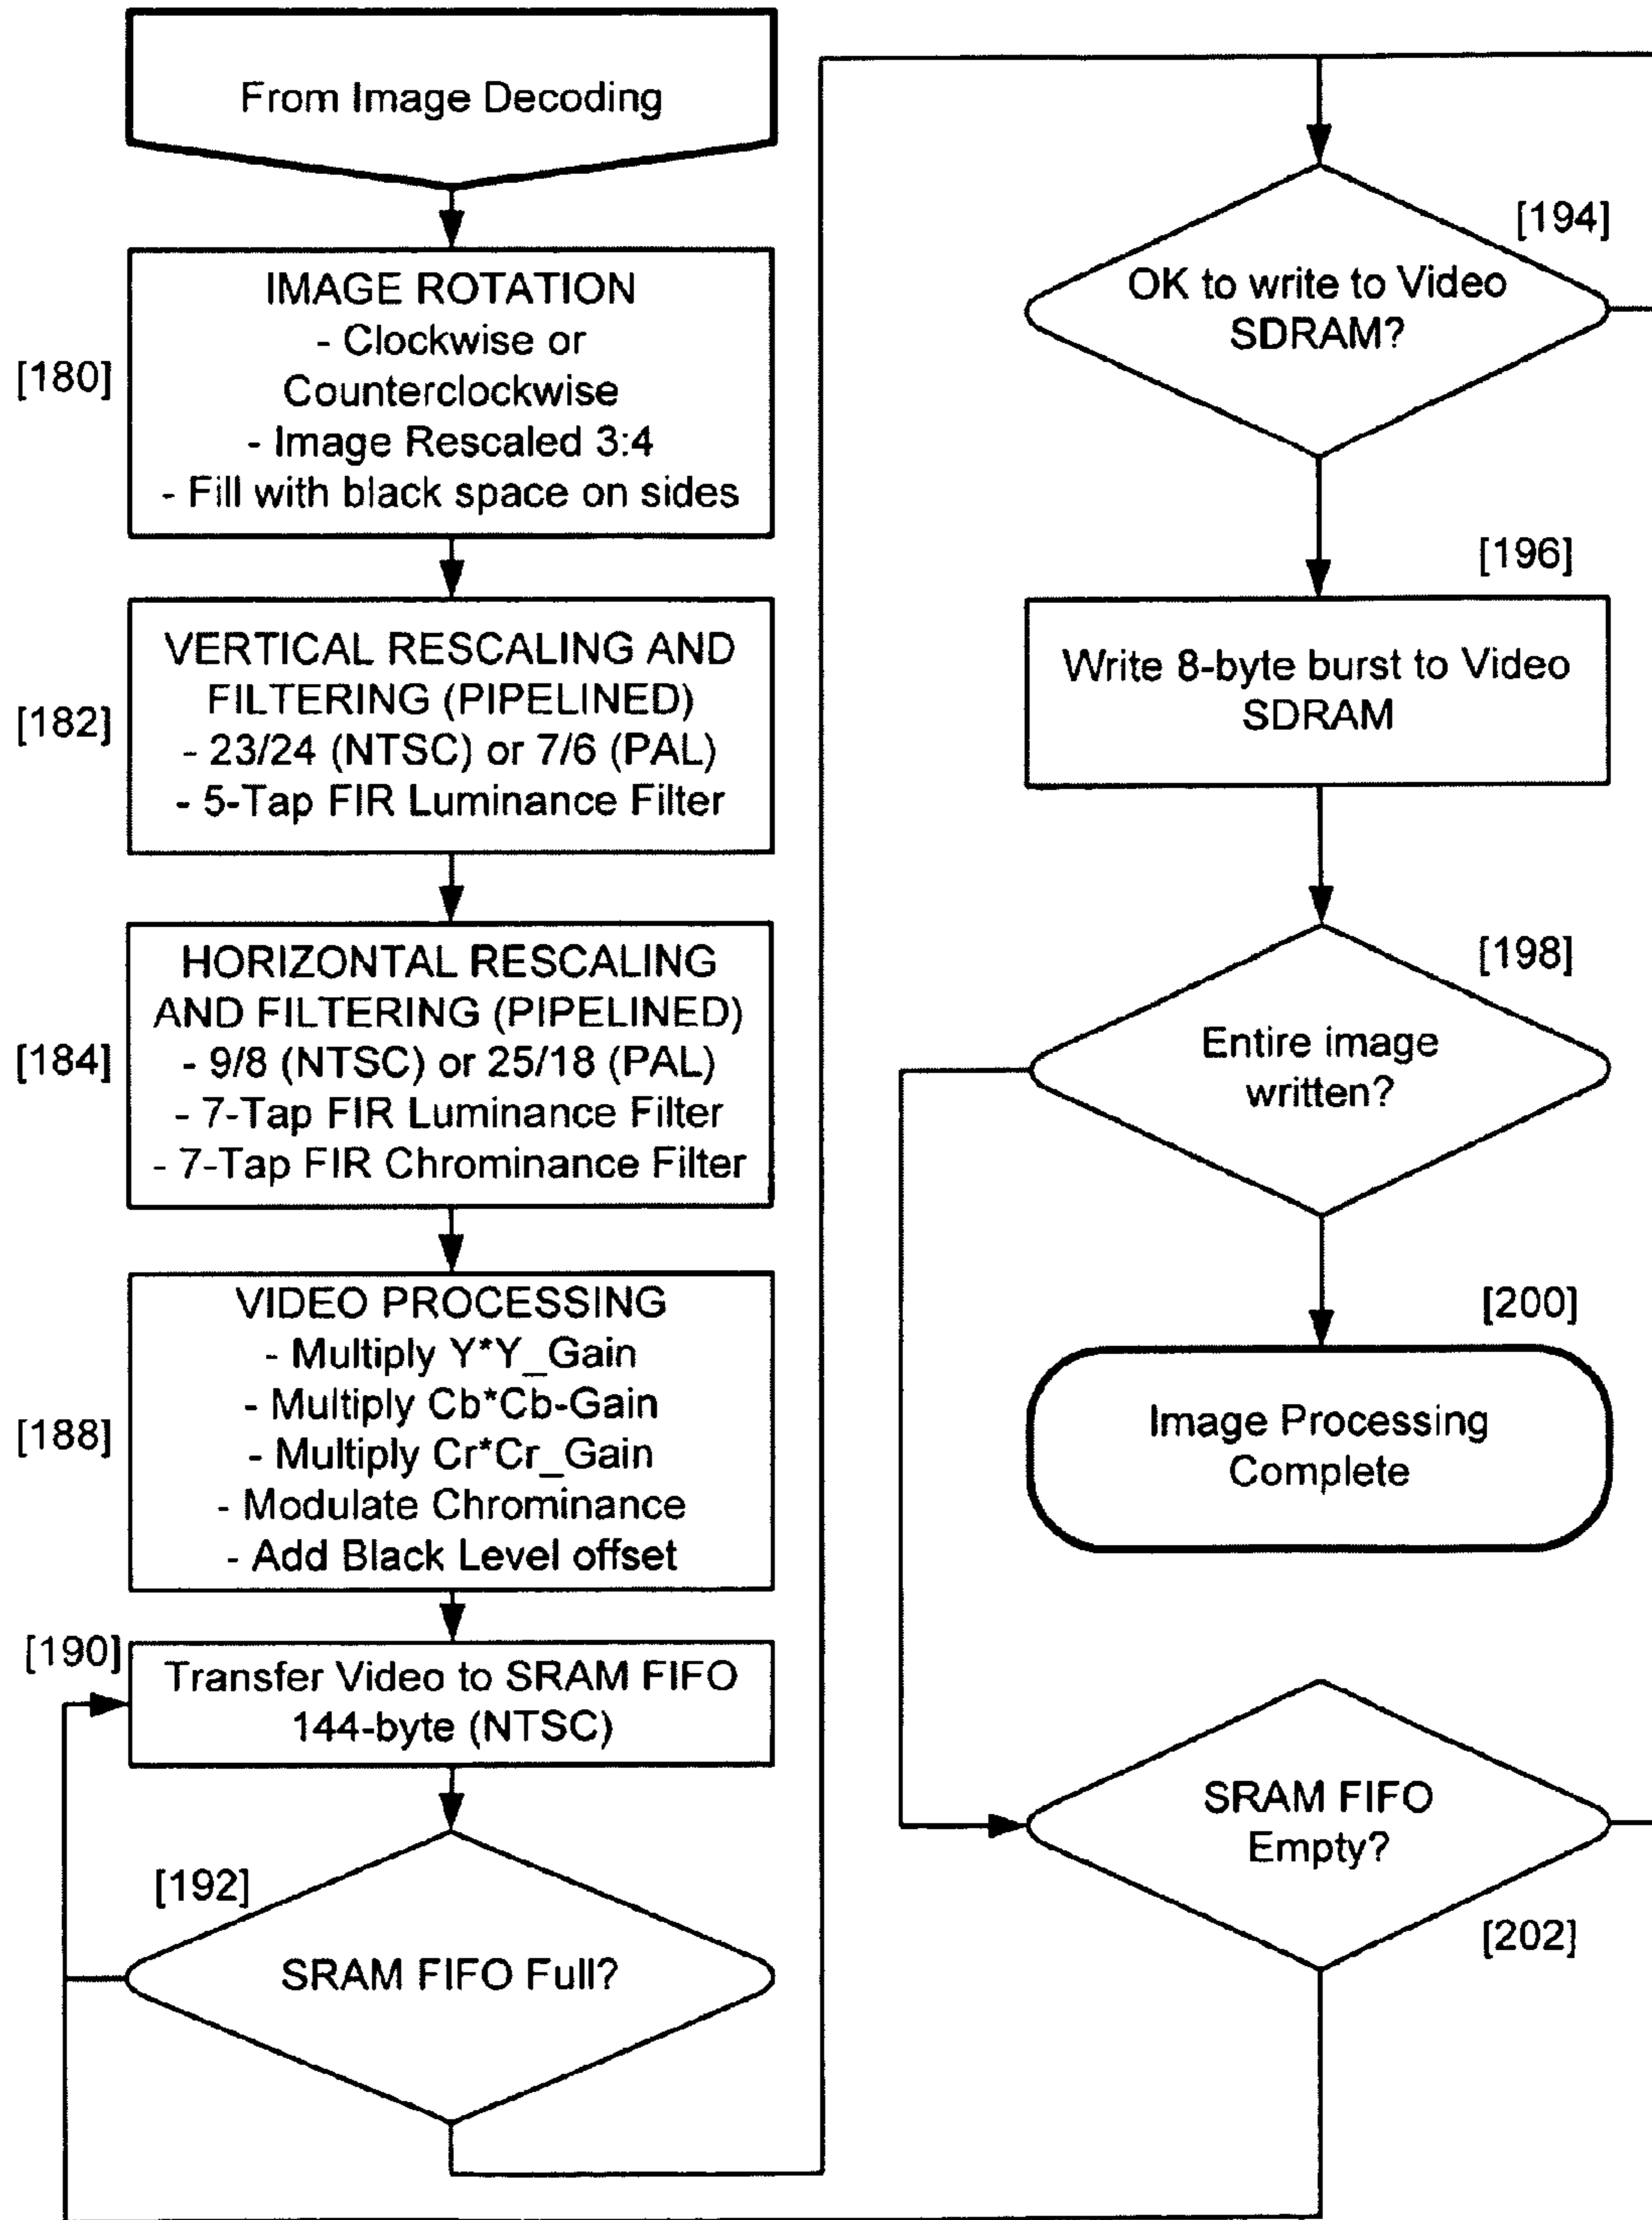 From Image Decoding
[180]
IMAGE ROTATION
- Clockwise or
Counterclockwise
- Image Rescaled 3:4
- Fill with black space on sides
[182]
VERTICAL RESCALING AND
FILTERING (PIPELINED)
- 23/24 (NTSC) or 7/6 (PAL)
- 5-Tap FIR Luminance Filter
[184]
HORIZONTAL RESCALING
AND FILTERING (PIPELINED)
- 9/8 (NTSC) or 25/18 (PAL)
- 7-Tap FIR Luminance Filter
- 7-Tap FIR Chrominance Filter
[188]
VIDEO PROCESSING
- Multiply Y*Y_Gain
- Multiply Cb*Cb-Gain
- Multiply Cr*Cr_Gain
- Modulate Chrominance
- Add Black Level offset
[190]
Transfer Video to SRAM FIFO
144-byte (NTSC)
[192]
SRAM FIFO Full?
[194]
OK to write to Video
SDRAM?
[196]
Write 8-byte burst to Video
SDRAM
[198]
Entire image
written?
[200]
Image Processing
Complete
SRAM FIFO
Empty?
[202]